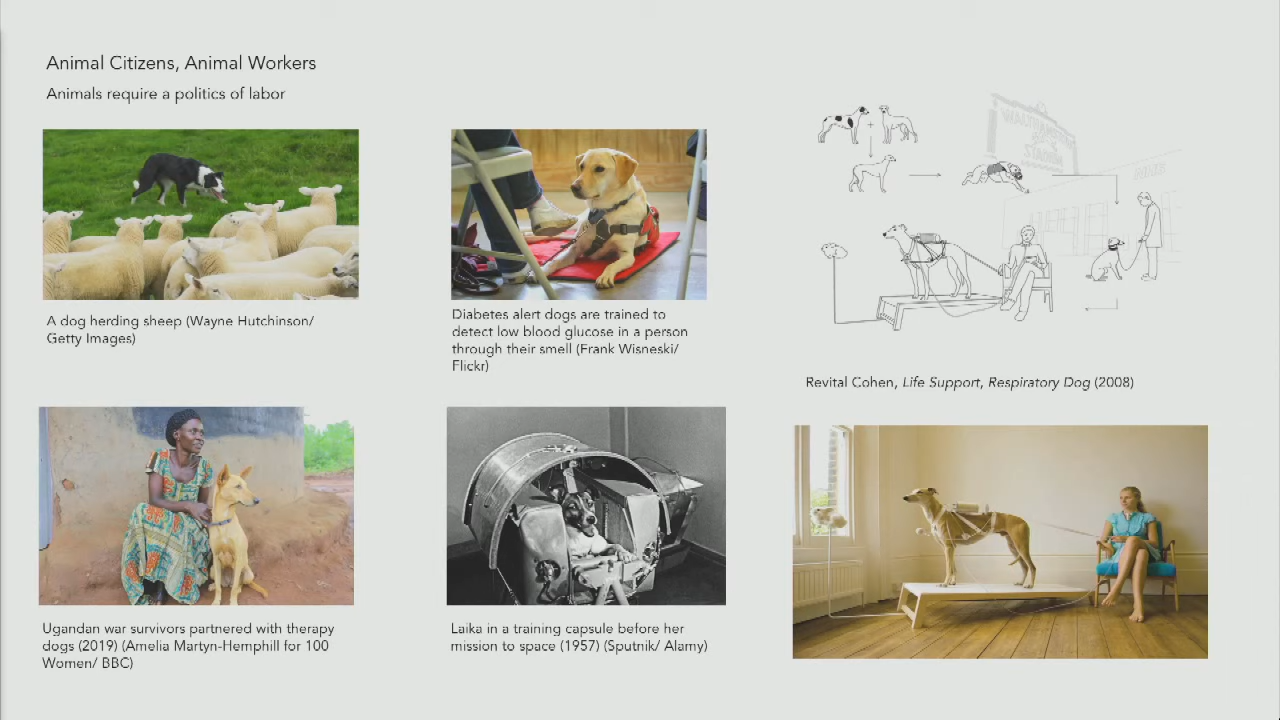 Animal Citizens, Animal Workers
Animals require a politics of labor
A dog herding sheep (Wayne Hutchinson/
Getty Images)
Diabetes alert dogs are trained to
detect low blood glucose in a person
through their smell (Frank Wisneski/
Flickr)
NHS
Revital Cohen, Life Support, Respiratory Dog (2008)
Ugandan war survivors partnered with therapy
dogs (2019) (Amelia Martyn-Hemphill for 100
Women/ BBC)
Laika in a training capsule before her
mission to space (1957) (Sputnik/ Alamy)